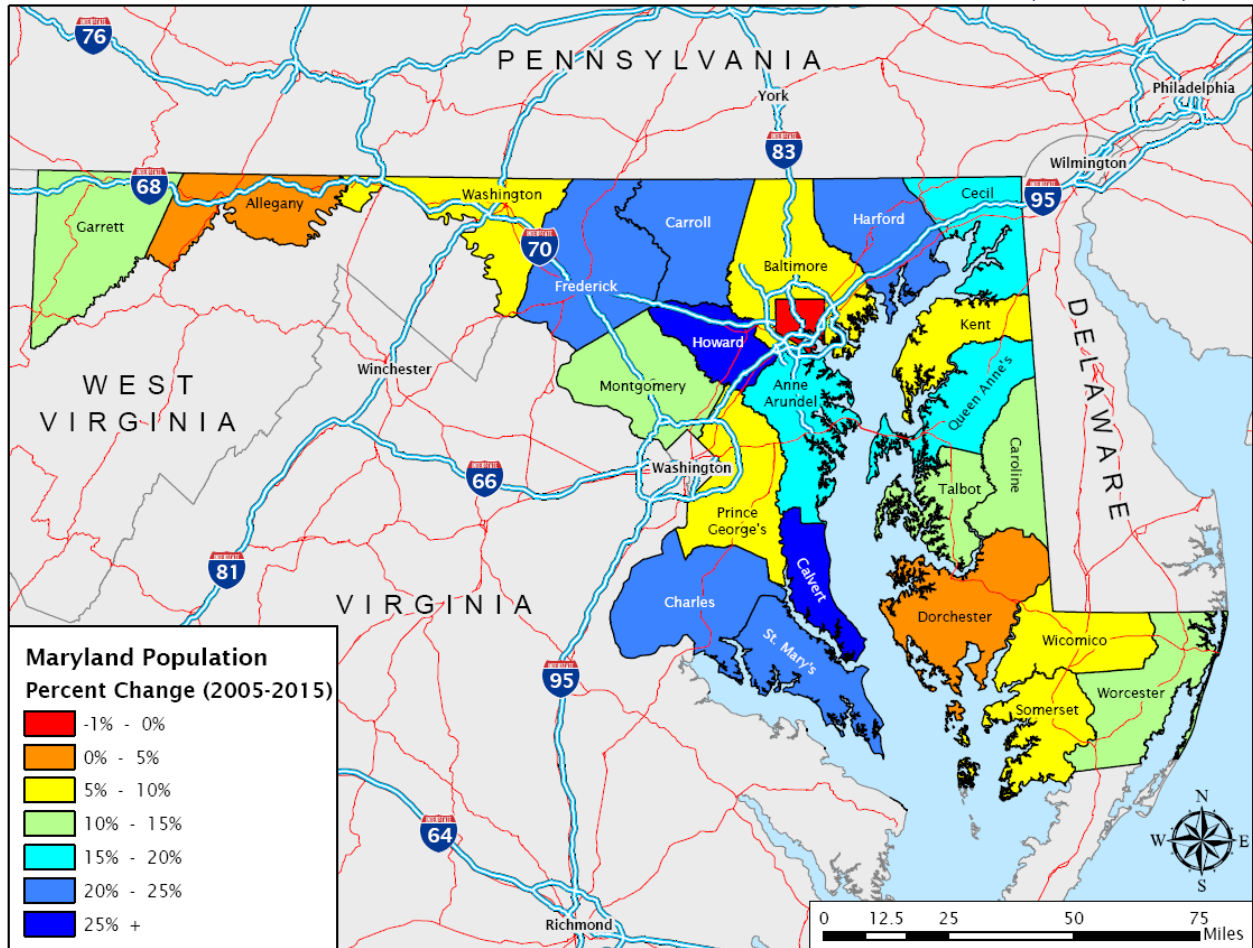 76
PENNSYLVANIA
Philadelphia
York
83
Wilmington
INTERSTATE
68
Washington
Cecil
95
Garrett
Allegany
Carroll
Harford
70
Baltimore
Frederick
DELAWARE
Kent
Howard
Winchester
WEST
VIRGINIA
Montgomery
Anne
Arundel
Queen Anne's
Caroline
Washington
66
Talbot
Prince
George's
81
Calvert
VIRGINIA
Charles
Dorchester
St. Mary's
Wicomico
95
Worcester
Somerset
Maryland Population
Percent Change (2005-2015)
-1% - 0%
0% - 5%
5% - 10%
10% - 15%
15% - 20%
20% - 25%
25% +
64
Richmond
N
W E
S
0 12.5 25 50 75
Miles